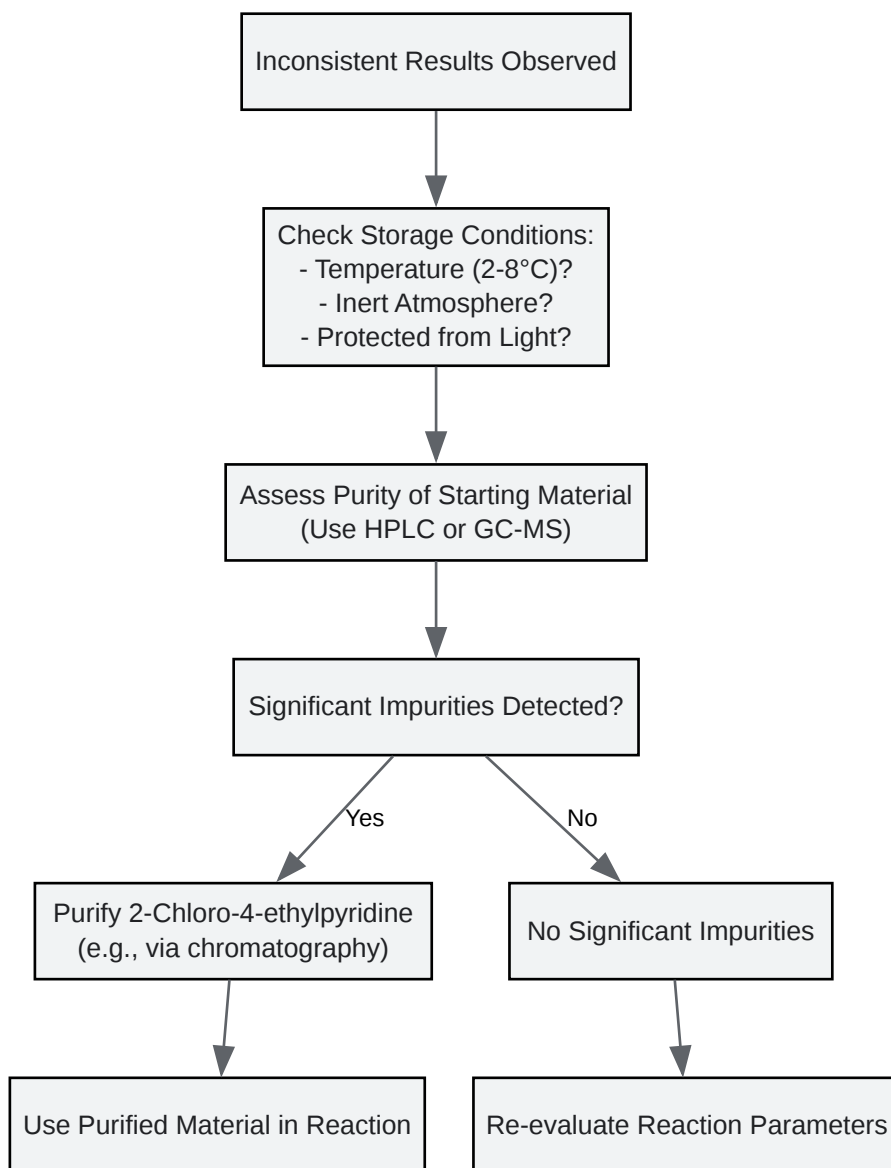 Inconsistent Results Observed
Check Storage Conditions:
- Temperature (2-8°C)?
- Inert Atmosphere?
- Protected from Light?
Assess Purity of Starting Material
(Use HPLC or GC-MS)
Significant Impurities Detected?
Yes
No
Purify 2-Chloro-4-ethylpyridine
(e.g., via chromatography)
No Significant Impurities
Use Purified Material in Reaction
Re-evaluate Reaction Parameters